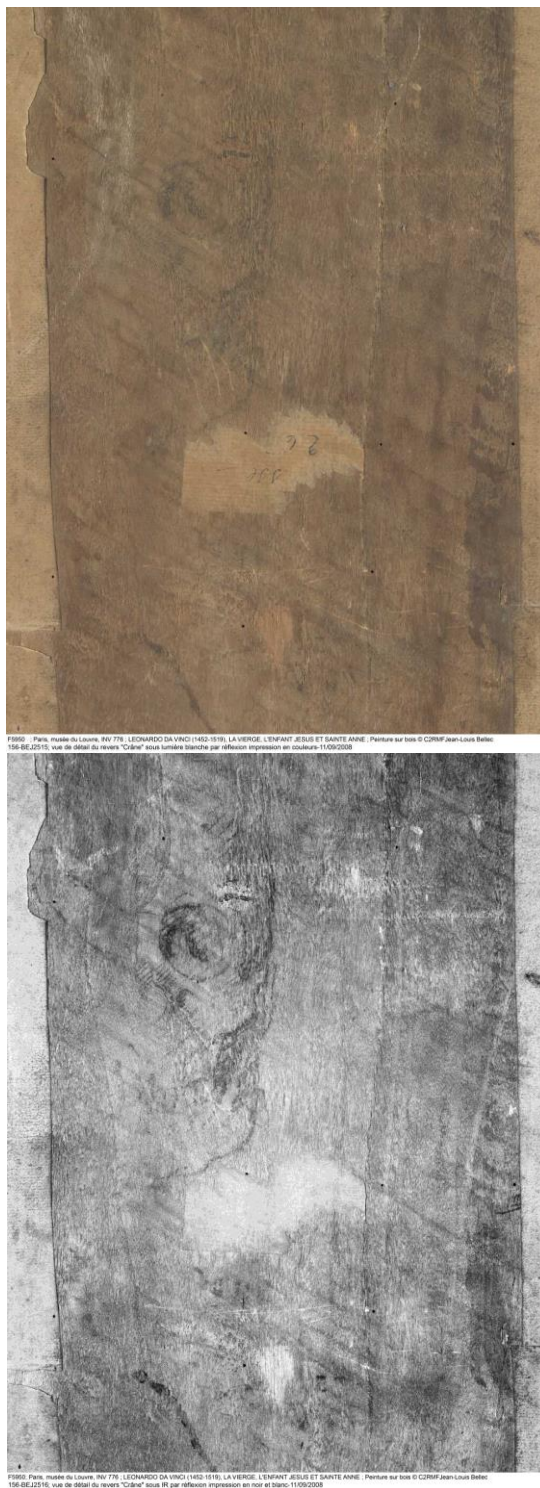 F5950 : Paris, musée du Louvre, INV 776 ; LEONARDO DA VINCI (1452-1519), LA VIERGE, L'ENFANT JESUS ET SAINTE ANNE ; Peinture sur bois © C2RMF/Jean-Louis Bellec
156-BEJ2515; vue de détail du revers "Crâne" sous lumière blanche par réflexion impression en couleurs-11/09/2008
F5950; Paris, musée du Louvre, INV 776 ; LEONARDO DA VINCI (1452-1519), LA VIERGE, L'ENFANT JESUS ET SAINTE ANNE ; Peinture sur bois © C2RMF/Jean-Louis Bellec
156-BEJ2516; vue de détail du revers "Crâne" sous IR par réflexion impression en noir et blanc-11/09/2008